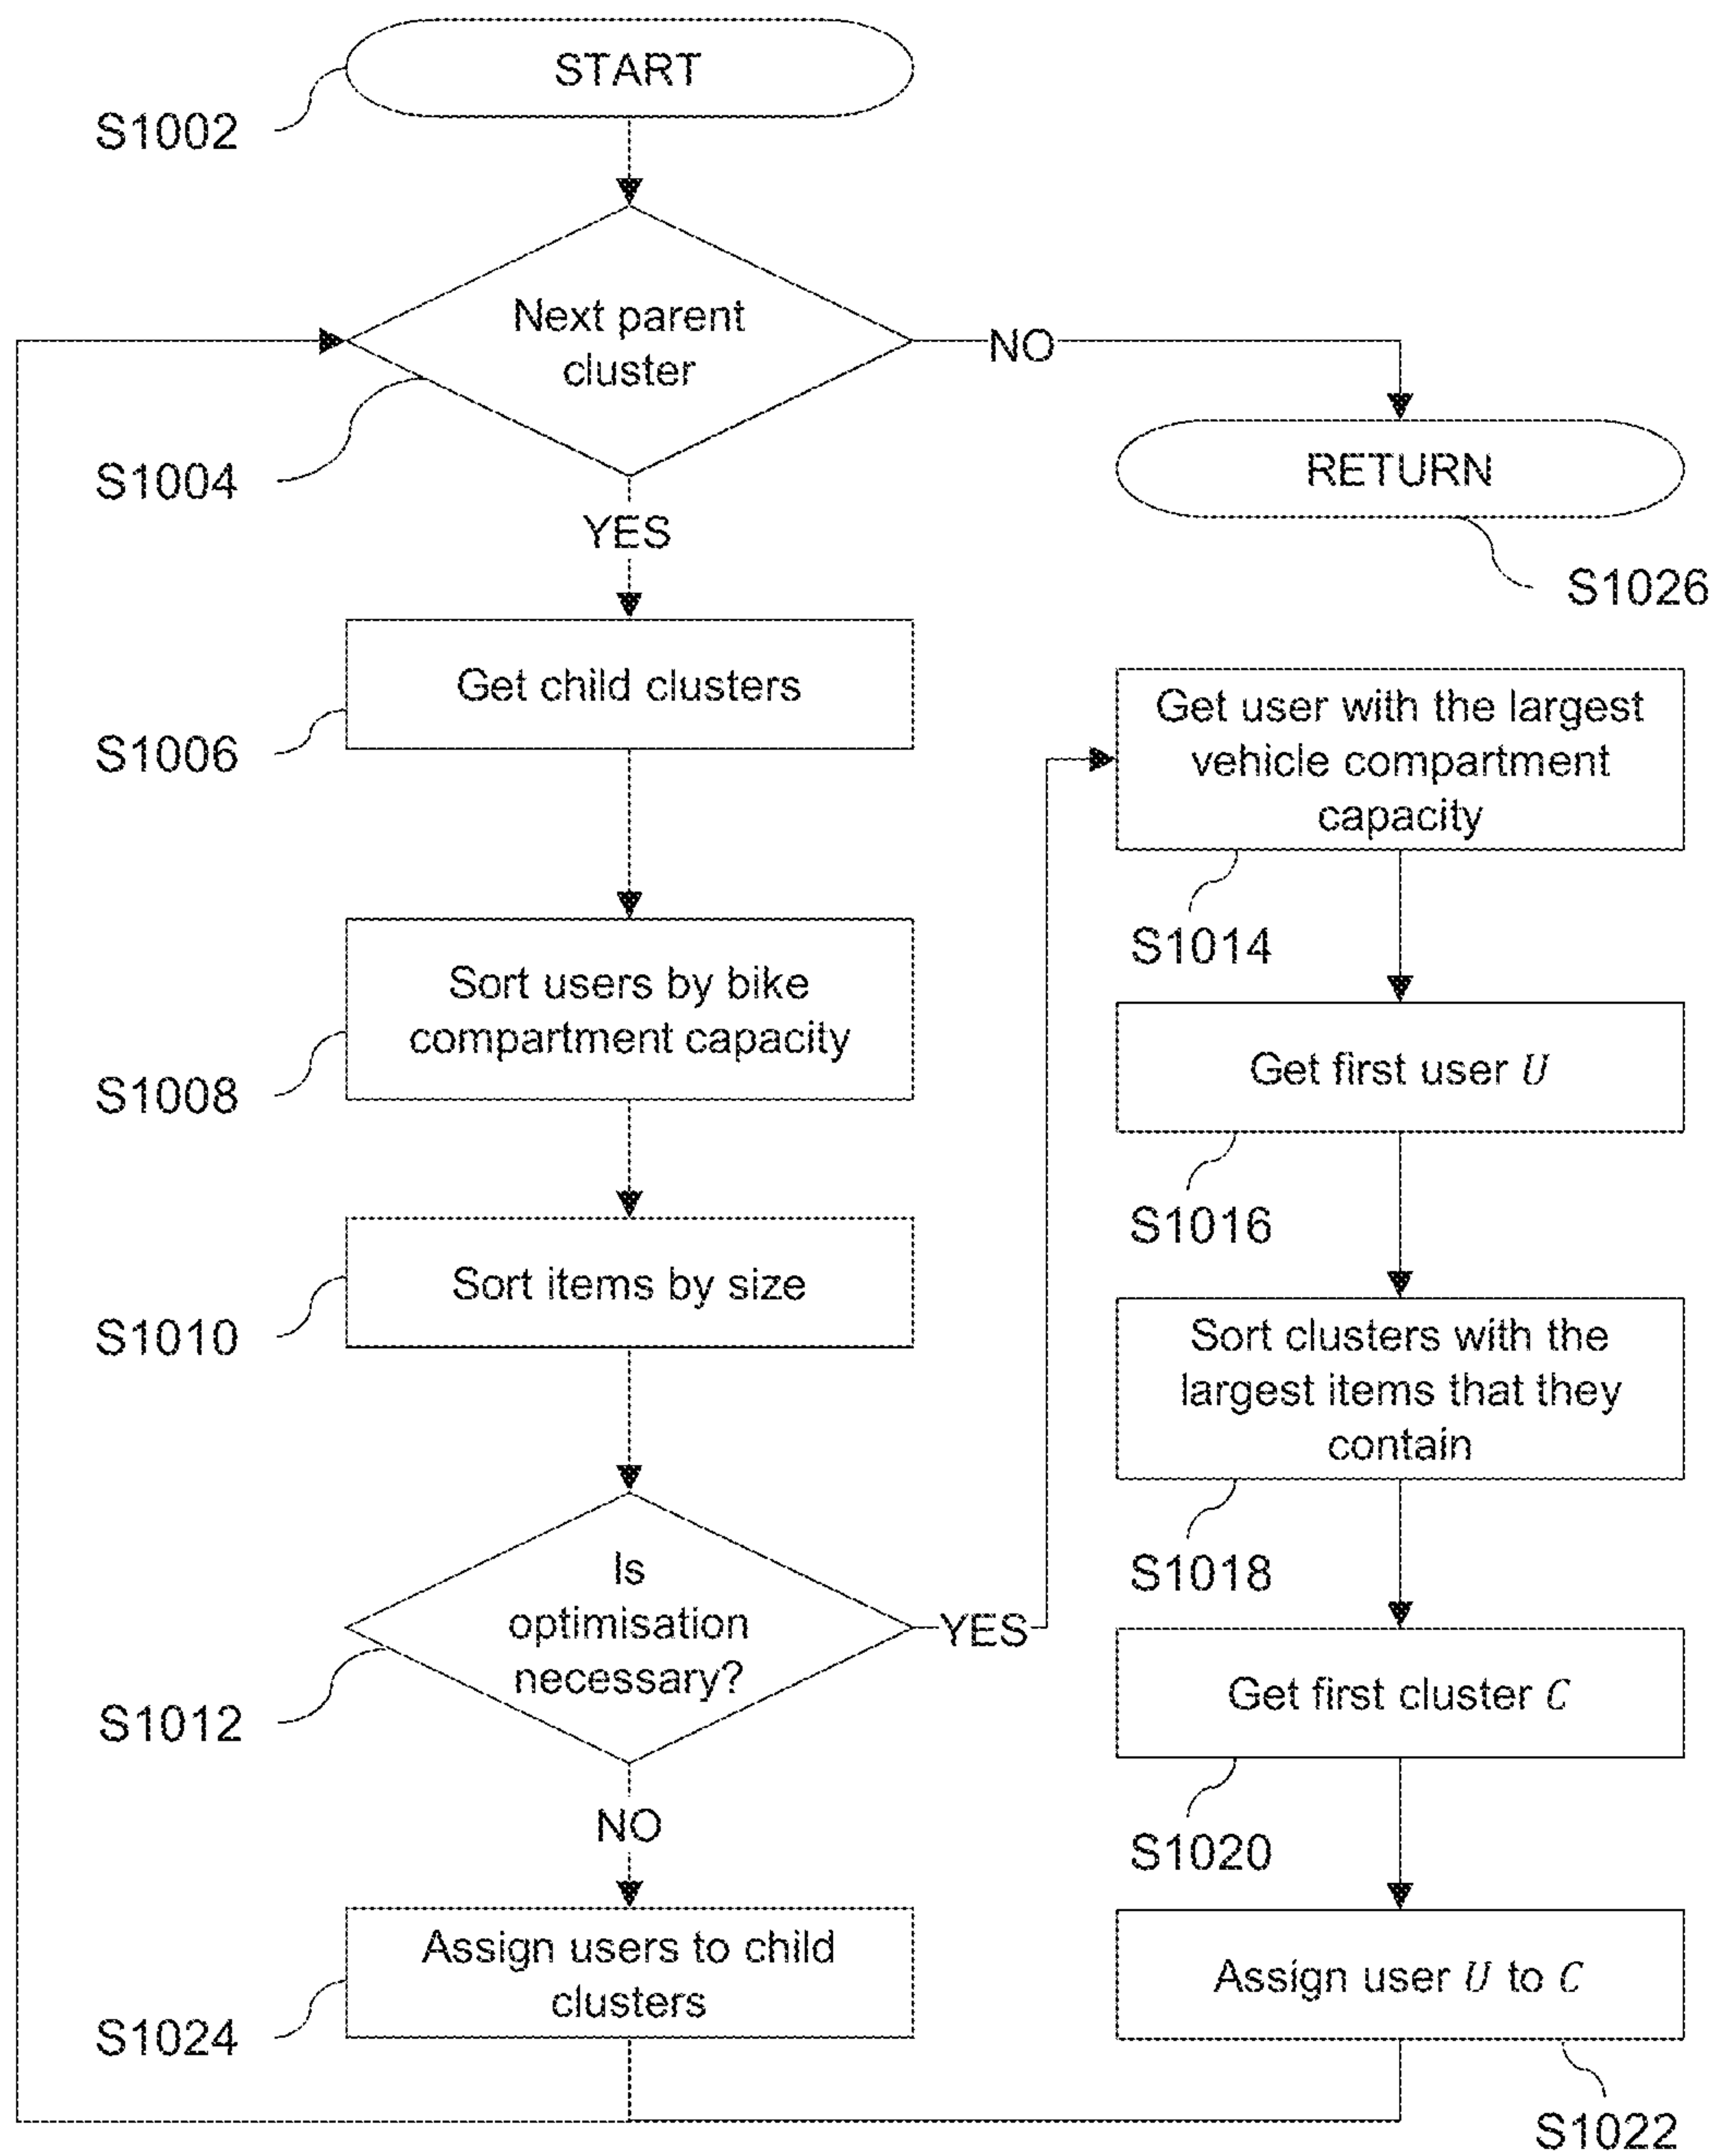 START
S1002
Next parent
cluster
NO
S1004
RETURN
YES
S1026
Get child clusters
S1006
Get user with the largest
vehicle compartment
capacity
S1014
Sort users by bike
compartment capacity
S1008
Get first user U
S1016
Sort items by size
S1010
Sort clusters with the
largest items that they
contain
S1018
Is
optimisation
necessary?
YES
S1012
Get first cluster C
S1020
NO
Assign users to child
clusters
S1024
Assign user U to C
S1022